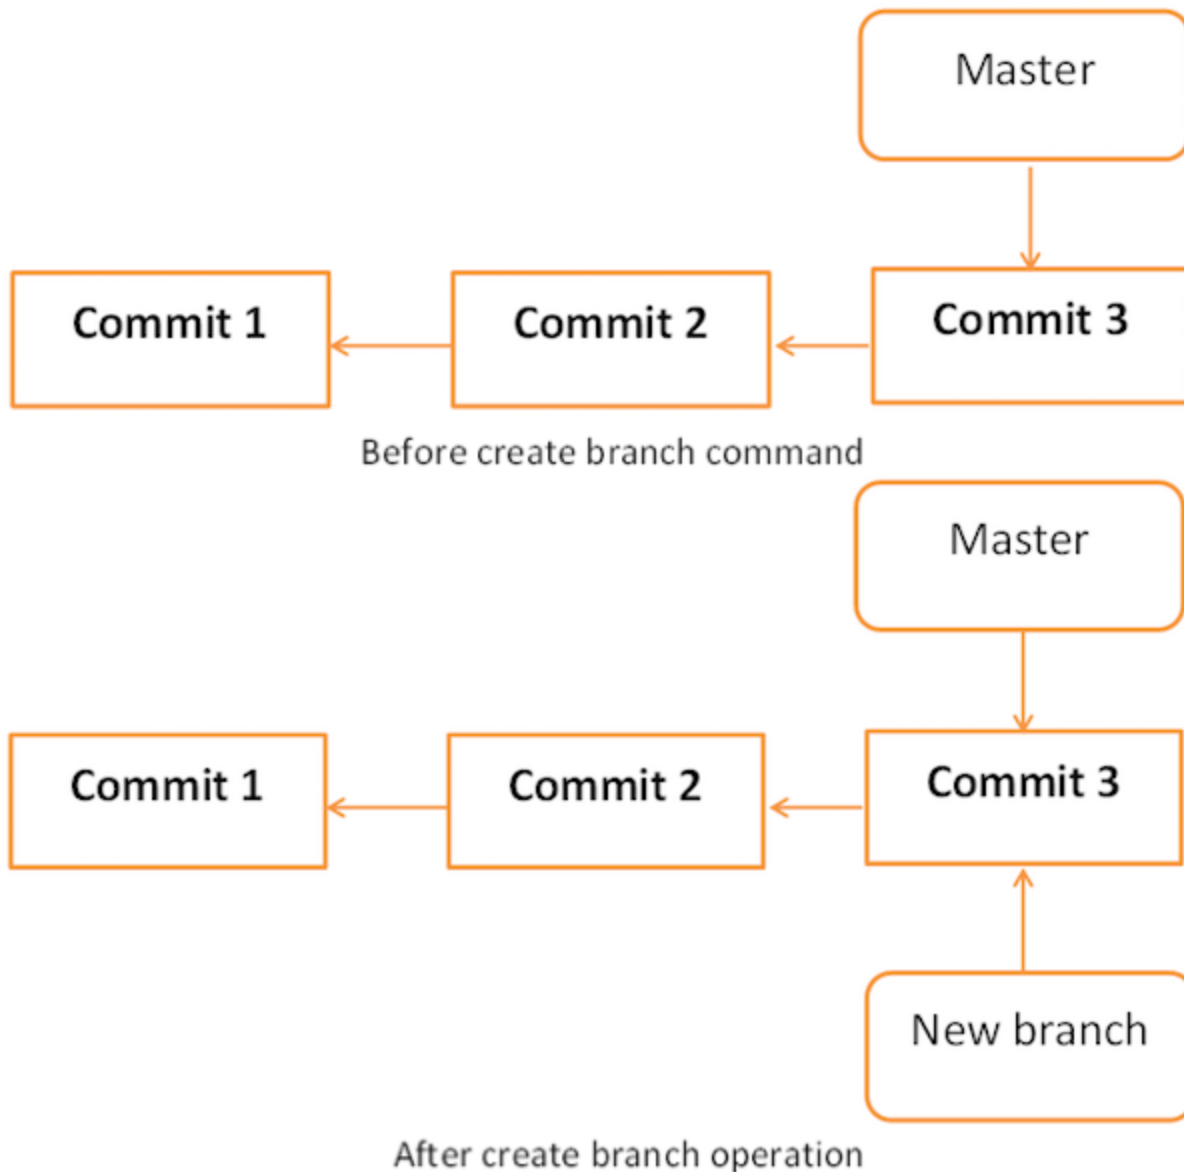 Master
Commit 1
Commit 2
Commit 3
Before create branch command
Master
Commit 1
Commit 2
Commit 3
New branch
After create branch operation